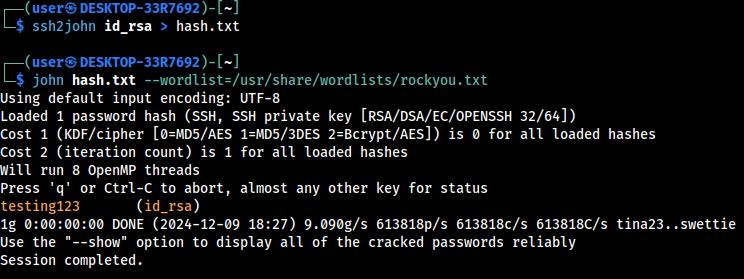 ┌──(user㉿DESKTOP-33R7692)-[~]
└─$ ssh2john id_rsa > hash.txt
┌──(user㉿DESKTOP-33R7692)-[~]
└─$ john hash.txt --wordlist=/usr/share/wordlists/rockyou.txt
Using default input encoding: UTF-8
Loaded 1 password hash (SSH, SSH private key [RSA/DSA/EC/OPENSSH 32/64])
Cost 1 (KDF/cipher [0=MD5/AES 1=MD5/3DES 2=Bcrypt/AES]) is 0 for all loaded hashes
Cost 2 (iteration count) is 1 for all loaded hashes
Will run 8 OpenMP threads
Press 'q' or Ctrl-C to abort, almost any other key for status
testing123       (id_rsa)
1g 0:00:00:00 DONE (2024-12-09 18:27) 9.090g/s 613818p/s 613818c/s 613818C/s tina23..swettie
Use the "--show" option to display all of the cracked passwords reliably
Session completed.